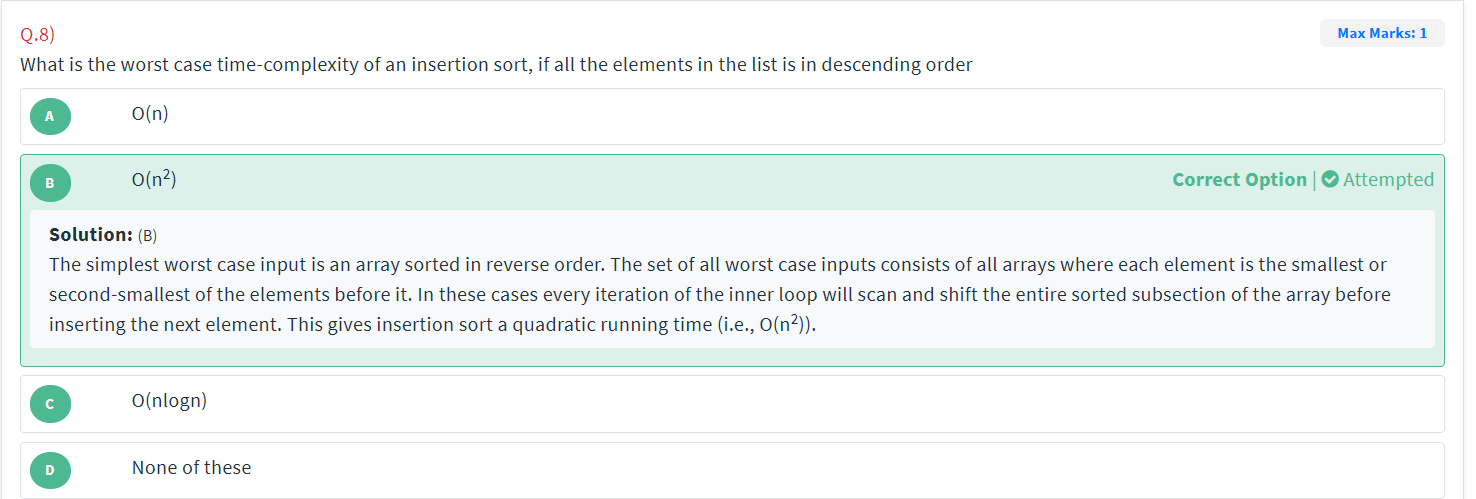 Q.8)
Max Marks: 1
What is the worst case time-complexity of an insertion sort, if all the elements in the list is in descending order
A O(n)
B O(n²) Correct Option | Attempted
Solution: (B)
The simplest worst case input is an array sorted in reverse order. The set of all worst case inputs consists of all arrays where each element is the smallest or
second-smallest of the elements before it. In these cases every iteration of the inner loop will scan and shift the entire sorted subsection of the array before
inserting the next element. This gives insertion sort a quadratic running time (i.e., O(n²)).
C O(nlogn)
D None of these